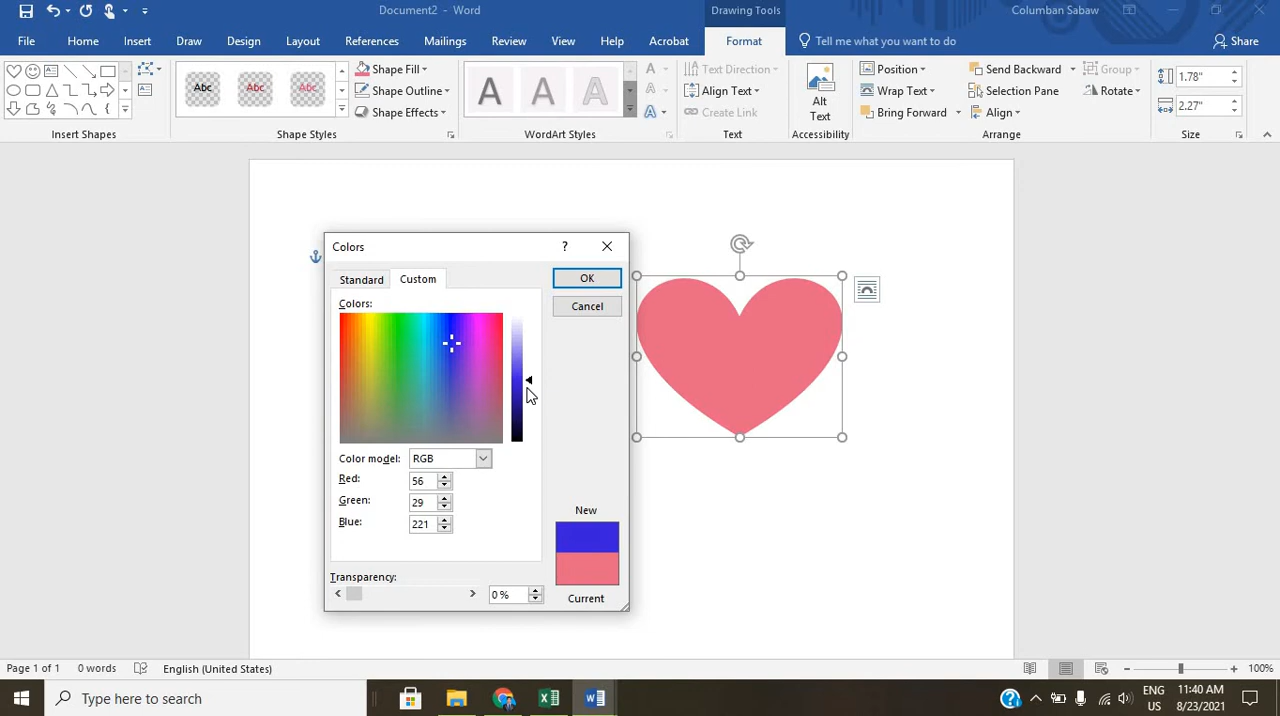 Document2 - Word
Drawing Tools
Columban Sabaw
File Home Insert Draw Design Layout References Mailings Review View Help Acrobat Format Tell me what you want to do Share
Shape Fill
Shape Outline
Shape Effects
Abc Abc Abc
A A A
Text Direction
Align Text
Create Link
Alt
Text
Position
Wrap Text
Bring Forward
Send Backward
Selection Pane
Align
Group
Rotate
1.78"
2.27"
Insert Shapes Shape Styles WordArt Styles Text Accessibility Arrange Size
Colors
?
Standard Custom
OK
Cancel
Colors:
Color model: RGB
Red: 56
Green: 29
Blue: 221
New
Current
Transparency:
0 %
Page 1 of 1 0 words English (United States) 100%
Type here to search
ENG
US
11:40 AM
8/23/2021